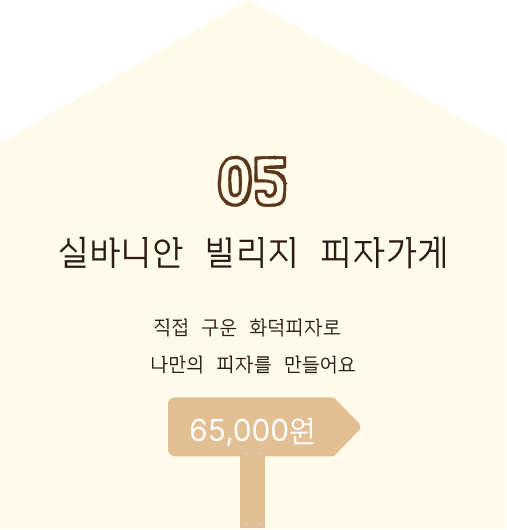 05
실바니안 빌리지 피자가게
직접 구운 화덕피자로
나만의 피자를 만들어요
65,000원